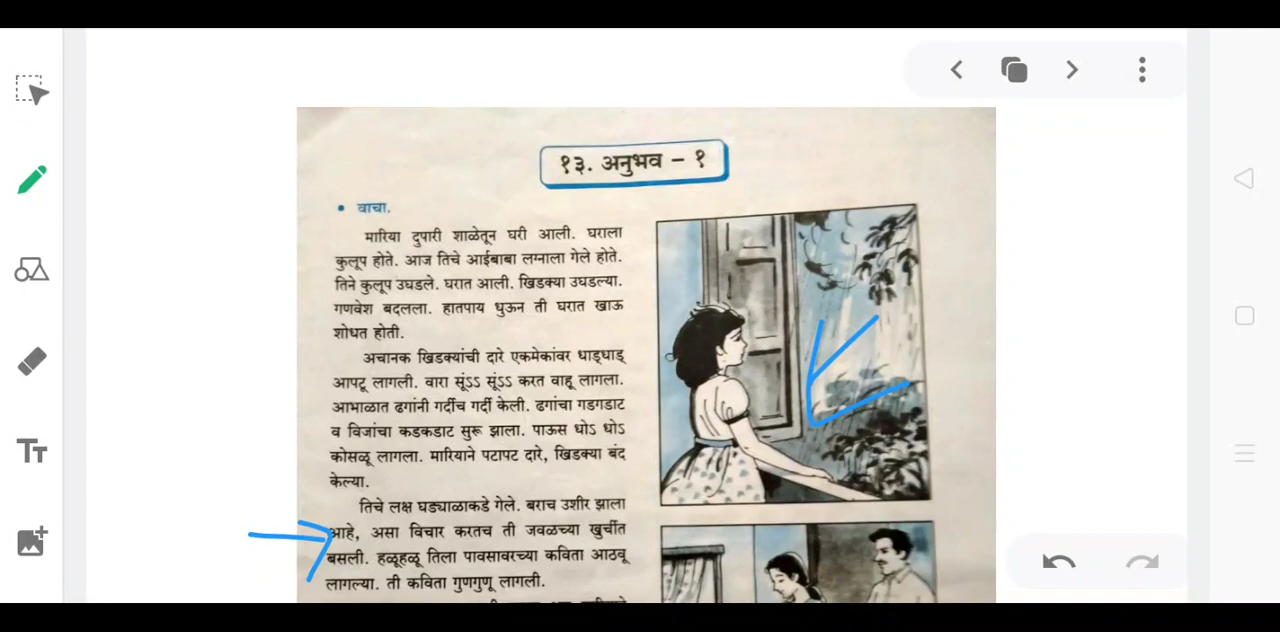 १३. अनुभव - १
• वाचा.
मारिया दुपारी शाळेतून घरी आली. घराला
कुलूप होते. आज तिचे आईबाबा लग्नाला गेले होते.
तिने कुलूप उघडले. घरात आली. खिडक्या उघडल्या.
गणवेश बदलला. हातपाय धुऊन ती घरात खाऊ
शोधत होती.
अचानक खिडक्यांची दारे एकमेकांवर धाड्धाड्
आपटू लागली. वारा सूंऽऽ सूंऽऽ करत वाहू लागला.
आभाळात ढगांनी गर्दीच गर्दी केली. ढगांचा गडगडाट
व विजांचा कडकडाट सुरू झाला. पाऊस धोऽ धोऽ
कोसळू लागला. मारियाने पटापट दारे, खिडक्या बंद
केल्या.
तिचे लक्ष घड्याळाकडे गेले. बराच उशीर झाला
आहे, असा विचार करतच ती जवळच्या खुर्चीत
बसली. हळूहळू तिला पावसावरच्या कविता आठवू
लागल्या. ती कविता गुणगुणू लागली.
Tт